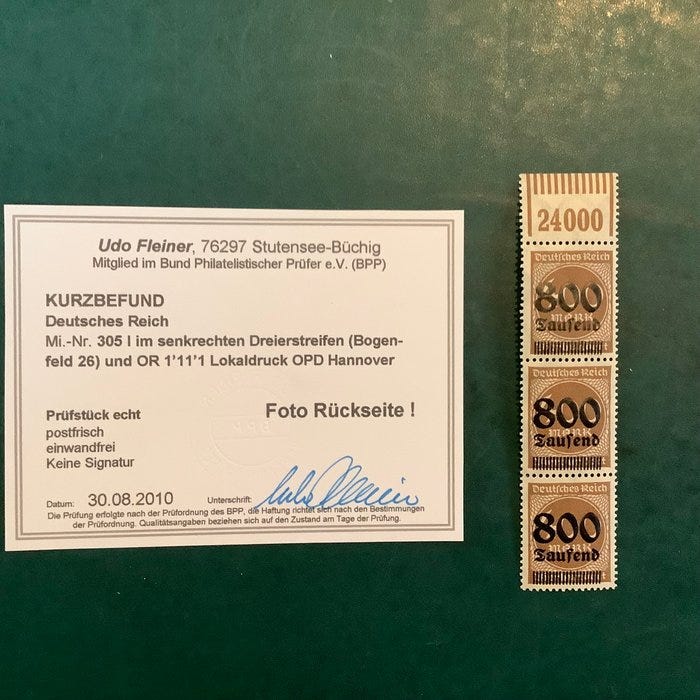 Udo Fleiner, 76297 Stutensee-Büchig
Mitglied im Bund Philatelistischer Prüfer e.V. (BPP)
KURZBEFUND
Deutsches Reich
Mi.-Nr. 305 I im senkrechten Dreierstreifen (Bogen-
feld 26) und OR 1'11'1 Lokaldruck OPD Hannover
Foto Rückseite !
Prüfstück echt
postfrisch
einwandfrei
Keine Signatur
Datum: 30.08.2010 Unterschrift:
Die Prüfung erfolgte nach der Prüfordnung des BPP, die Haftung richtet sich nach den Bestimmungen
der Prüfordnung. Qualitätsangaben beziehen sich auf den Zustand am Tage der Prüfung.
24000
Deutsches Reich
800
Tausend
Deutsches Reich
800
Tausend
Deutsches Reich
800
Tausend